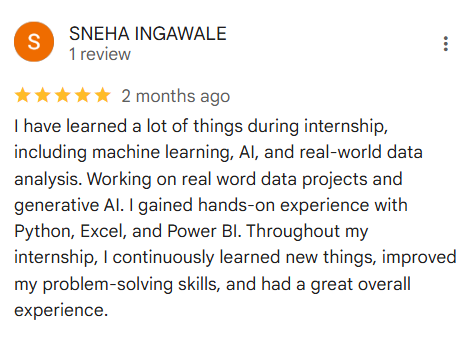 S
SNEHA INGAWALE
1 review
2 months ago
I have learned a lot of things during internship,
including machine learning, AI, and real-world data
analysis. Working on real word data projects and
generative AI. I gained hands-on experience with
Python, Excel, and Power BI. Throughout my
internship, I continuously learned new things, improved
my problem-solving skills, and had a great overall
experience.